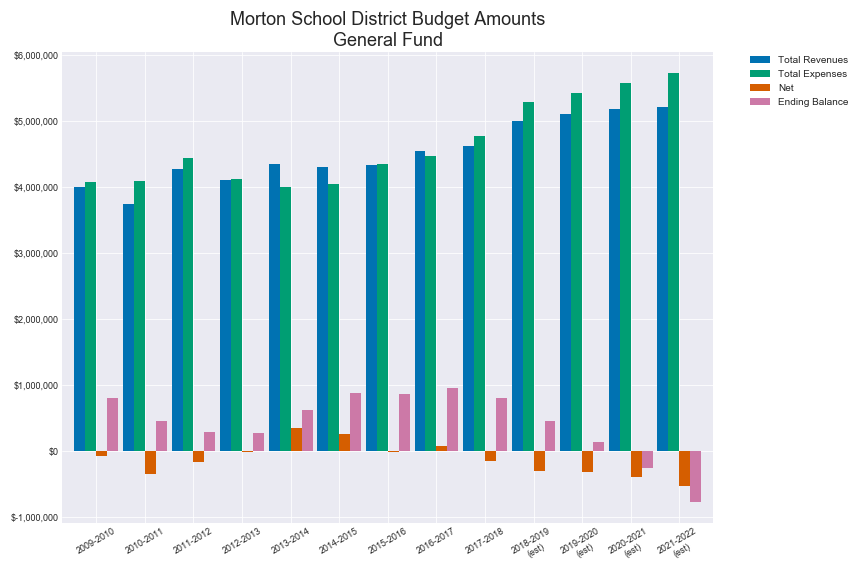 Morton School District Budget Amounts
General Fund
Total Revenues
Total Expenses
Net
Ending Balance
$6,000,000
$5,000,000
$4,000,000
$3,000,000
$2,000,000
$1,000,000
$0
$-1,000,000
2009-2010
2010-2011
2011-2012
2012-2013
2013-2014
2014-2015
2015-2016
2016-2017
2017-2018
2018-2019
(est)
2019-2020
(est)
2020-2021
(est)
2021-2022
(est)